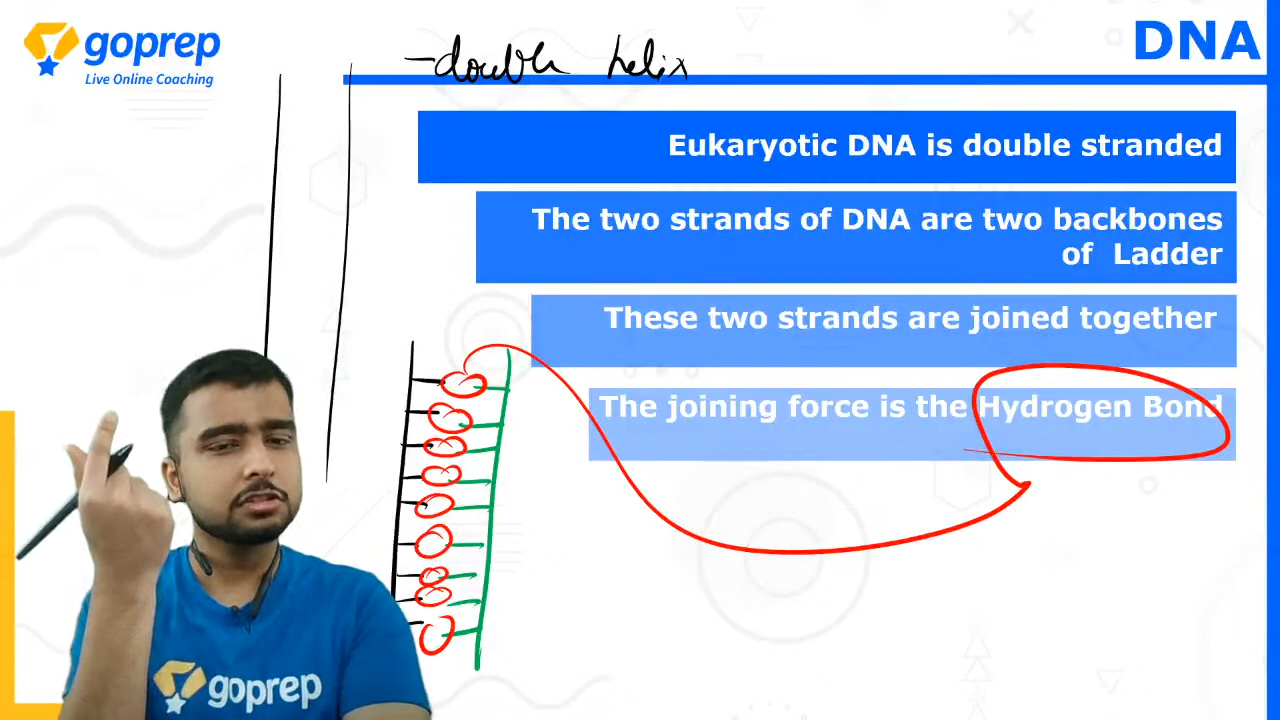 goprep
Live Online Coaching
-double helix
DNA
Eukaryotic DNA is double stranded
The two strands of DNA are two backbones
of Ladder
These two strands are joined together
The joining force is the Hydrogen Bond
goprep